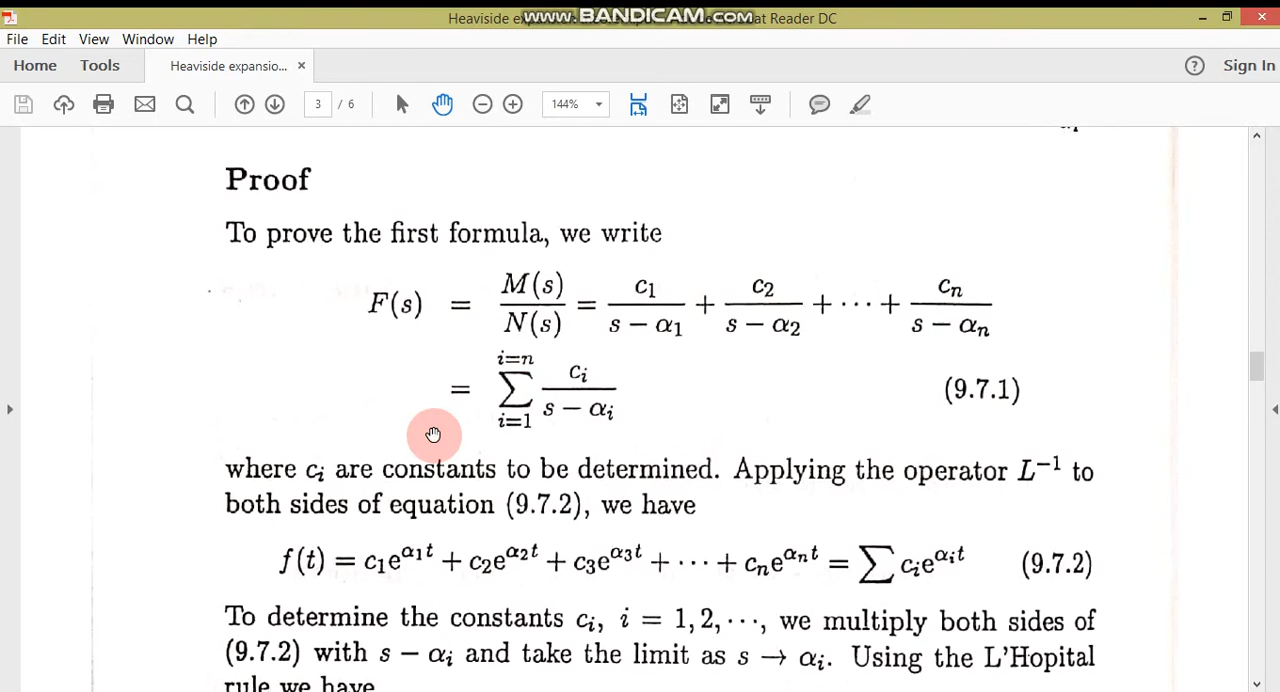 Heaviside ex
www.BANDICAM.com
at Reader DC
File Edit View Window Help
Home Tools Heaviside expansio... ×
Sign In
3 / 6 144%
Proof
To prove the first formula, we write
F(s) = M(s)/N(s) = c₁/(s − α₁) + c₂/(s − α₂) + ⋯ + cₙ/(s − αₙ)
= ∑_{i=1}^{i=n} cᵢ/(s − αᵢ) (9.7.1)
where cᵢ are constants to be determined. Applying the operator L⁻¹ to
both sides of equation (9.7.2), we have
f(t) = c₁e^{α₁t} + c₂e^{α₂t} + c₃e^{α₃t} + ⋯ + cₙe^{αₙt} = ∑ cᵢe^{αᵢt} (9.7.2)
To determine the constants cᵢ, i = 1, 2, ⋯, we multiply both sides of
(9.7.2) with s − αᵢ and take the limit as s → αᵢ. Using the L'Hopital
rule we have